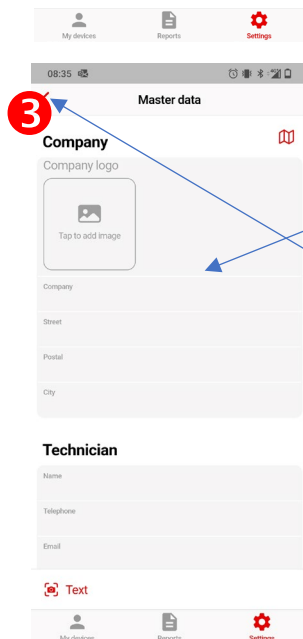 My devices Reports Settings
08:35
3 Master data
Company
Company logo
Tap to add image
Company
Street
Postal
City
Technician
Name
Telephone
Email
Text
My devices Reports Settings